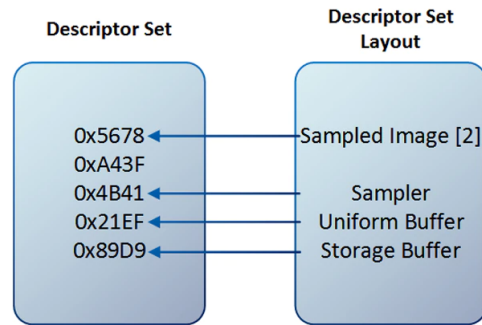 Descriptor Set
Descriptor Set
Layout
0x5678
Sampled Image [2]
0xA43F
0x4B41
Sampler
0x21EF
Uniform Buffer
0x89D9
Storage Buffer